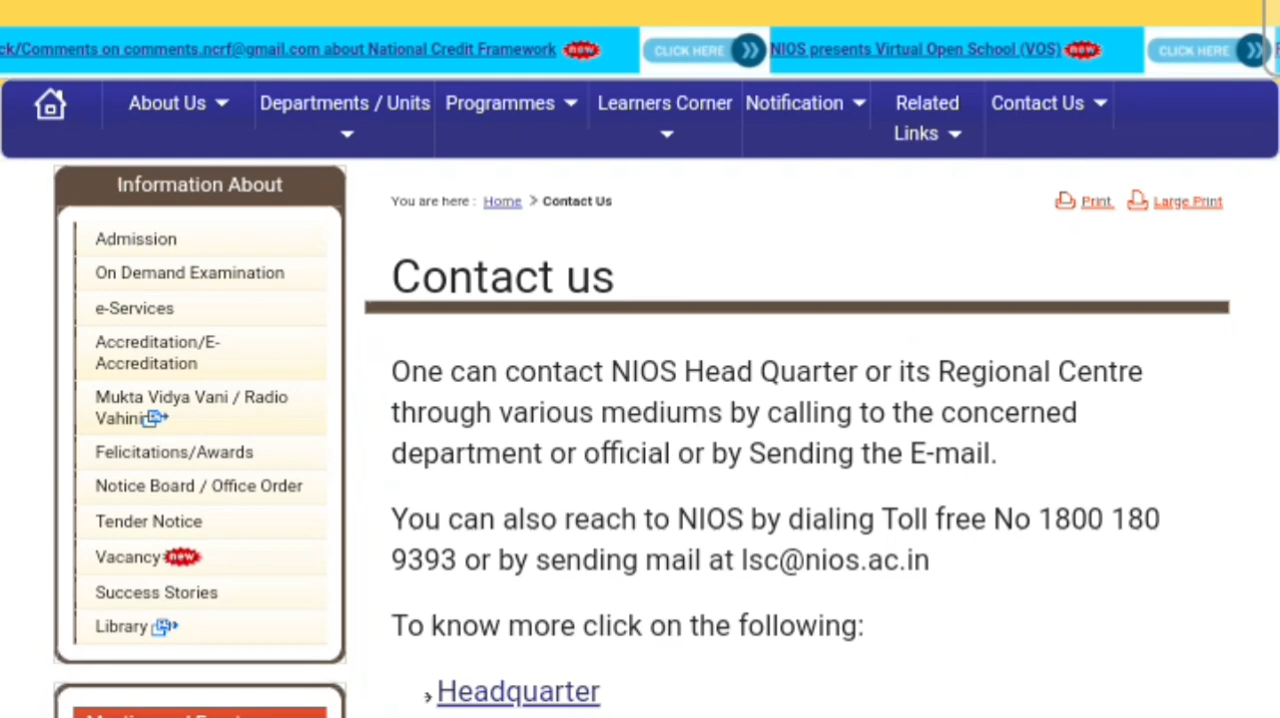 ck/Comments on comments.ncrf@gmail.com about National Credit Framework new CLICK HERE NIOS presents Virtual Open School (VOS) new CLICK HERE
About Us Departments / Units Programmes Learners Corner Notification Related Links Contact Us
Information About
Admission
On Demand Examination
e-Services
Accreditation/E-
Accreditation
Mukta Vidya Vani / Radio
Vahini
Felicitations/Awards
Notice Board / Office Order
Tender Notice
Vacancy new
Success Stories
Library
You are here : Home > Contact Us
Print Large Print
Contact us
One can contact NIOS Head Quarter or its Regional Centre
through various mediums by calling to the concerned
department or official or by Sending the E-mail.
You can also reach to NIOS by dialing Toll free No 1800 180
9393 or by sending mail at lsc@nios.ac.in
To know more click on the following:
Headquarter